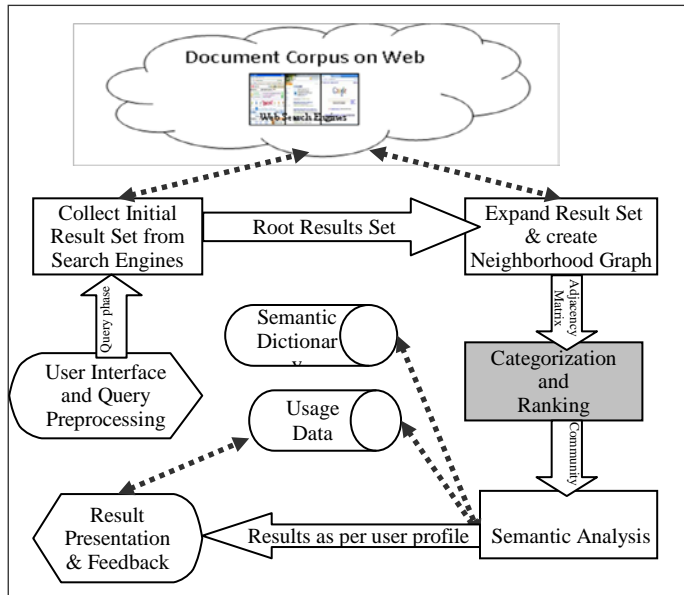 Document Corpus on Web
Web Search Engines
Collect Initial
Result Set from
Search Engines
Root Results Set
Expand Result Set
& create
Neighborhood Graph
Query phase
Adjacency
Matrix
Semantic
Dictionar
y
User Interface
and Query
Preprocessing
Categorization
and
Ranking
Usage
Data
Community
Result
Presentation
& Feedback
Results as per user profile
Semantic Analysis